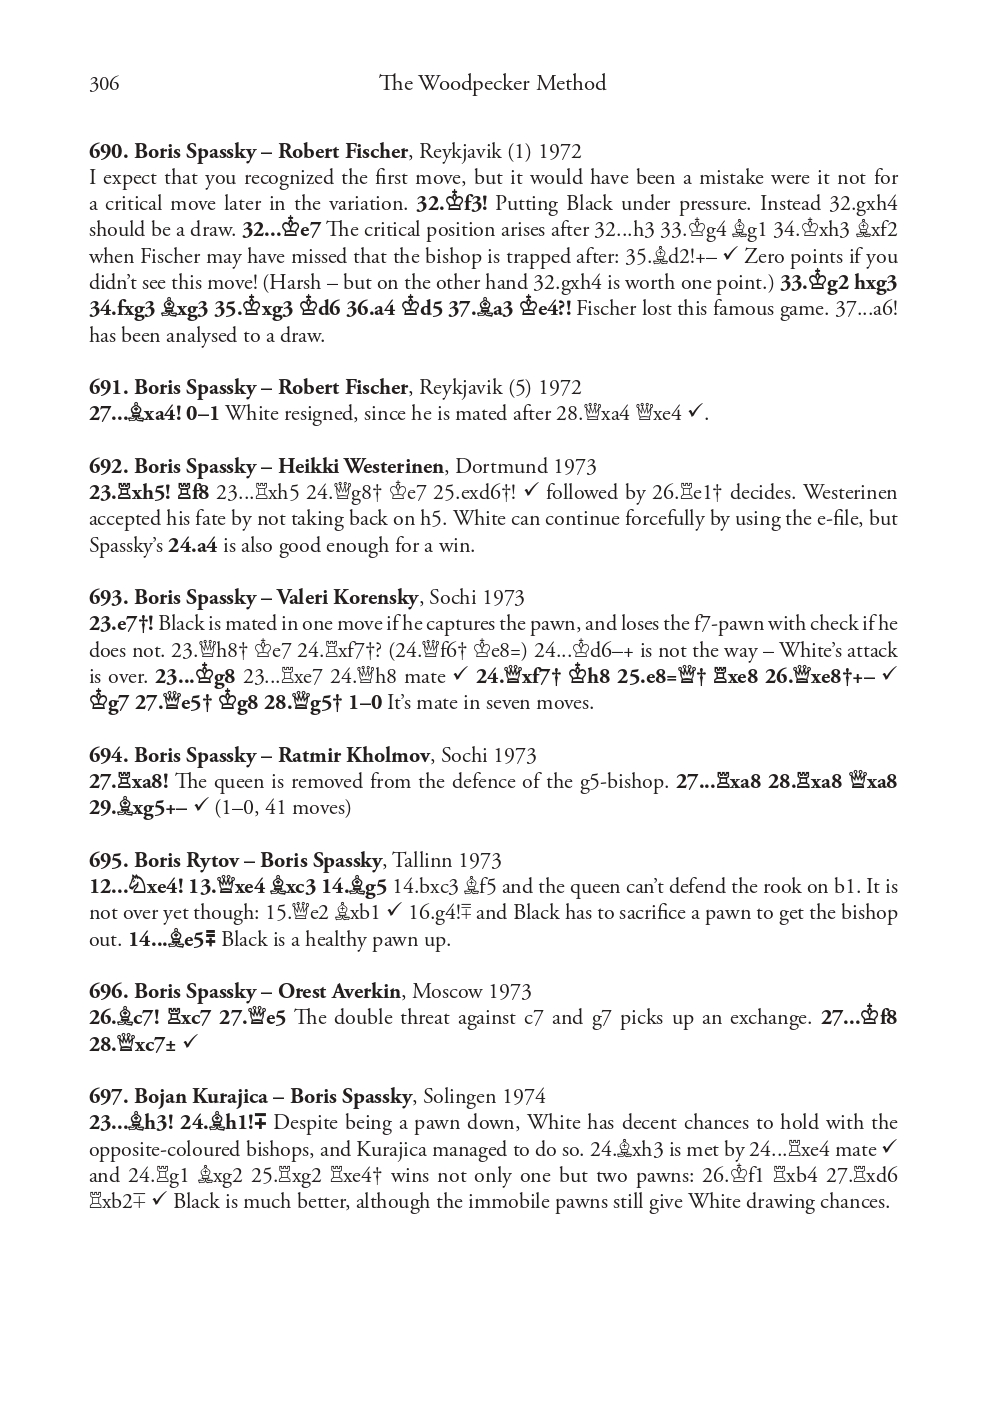 306 The Woodpecker Method
690. Boris Spassky – Robert Fischer, Reykjavik (1) 1972
I expect that you recognized the first move, but it would have been a mistake were it not for
a critical move later in the variation. 32.♔f3! Putting Black under pressure. Instead 32.gxh4
should be a draw. 32...♔e7 The critical position arises after 32...h3 33.♔g4 ♗g1 34.♔xh3 ♗xf2
when Fischer may have missed that the bishop is trapped after: 35.♗d2!+– ✓ Zero points if you
didn’t see this move! (Harsh – but on the other hand 32.gxh4 is worth one point.) 33.♔g2 hxg3
34.fxg3 ♗xg3 35.♔xg3 ♔d6 36.a4 ♔d5 37.♗a3 ♔e4?! Fischer lost this famous game. 37...a6!
has been analysed to a draw.
691. Boris Spassky – Robert Fischer, Reykjavik (5) 1972
27...♗xa4! 0–1 White resigned, since he is mated after 28.♕xa4 ♕xe4 ✓.
692. Boris Spassky – Heikki Westerinen, Dortmund 1973
23.♖xh5! ♖f8 23...♖xh5 24.♕g8† ♔e7 25.exd6†! ✓ followed by 26.♖e1† decides. Westerinen
accepted his fate by not taking back on h5. White can continue forcefully by using the e-file, but
Spassky’s 24.a4 is also good enough for a win.
693. Boris Spassky – Valeri Korensky, Sochi 1973
23.e7†! Black is mated in one move if he captures the pawn, and loses the f7-pawn with check if he
does not. 23.♕h8† ♔e7 24.♖xf7†? (24.♕f6† ♔e8=) 24...♔d6–+ is not the way – White’s attack
is over. 23...♔g8 23...♖xe7 24.♕h8 mate ✓ 24.♕xf7† ♔h8 25.e8=♕† ♖xe8 26.♕xe8†+– ✓
♔g7 27.♕e5† ♔g8 28.♕g5† 1–0 It’s mate in seven moves.
694. Boris Spassky – Ratmir Kholmov, Sochi 1973
27.♖xa8! The queen is removed from the defence of the g5-bishop. 27...♖xa8 28.♖xa8 ♕xa8
29.♗xg5+– ✓ (1–0, 41 moves)
695. Boris Rytov – Boris Spassky, Tallinn 1973
12...♘xe4! 13.♕xe4 ♗xc3 14.♗g5 14.bxc3 ♗f5 and the queen can’t defend the rook on b1. It is
not over yet though: 15.♕e2 ♗xb1 ✓ 16.g4!∓ and Black has to sacrifice a pawn to get the bishop
out. 14...♗e5∓ Black is a healthy pawn up.
696. Boris Spassky – Orest Averkin, Moscow 1973
26.♗c7! ♖xc7 27.♕e5 The double threat against c7 and g7 picks up an exchange. 27...♔f8
28.♕xc7± ✓
697. Bojan Kurajica – Boris Spassky, Solingen 1974
23...♗h3! 24.♗h1!∓ Despite being a pawn down, White has decent chances to hold with the
opposite-coloured bishops, and Kurajica managed to do so. 24.♗xh3 is met by 24...♖xe4 mate ✓
and 24.♖g1 ♗xg2 25.♖xg2 ♖xe4† wins not only one but two pawns: 26.♔f1 ♖xb4 27.♖xd6
♖xb2∓ ✓ Black is much better, although the immobile pawns still give White drawing chances.